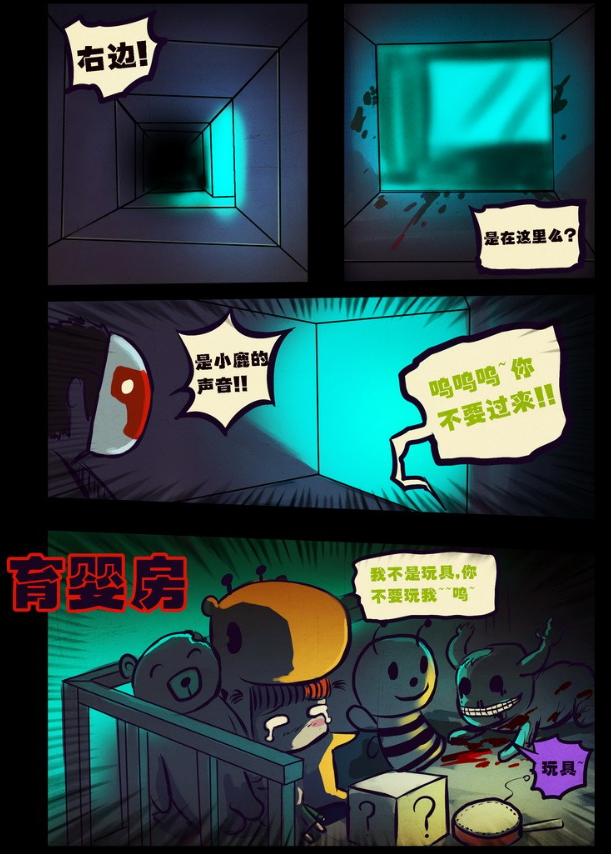 右边!
是在这里么?
是小鹿的
声音!!
呜呜呜~你
不要过来!!
育婴房
我不是玩具,你
不要玩我~~呜~
玩具~
?
?